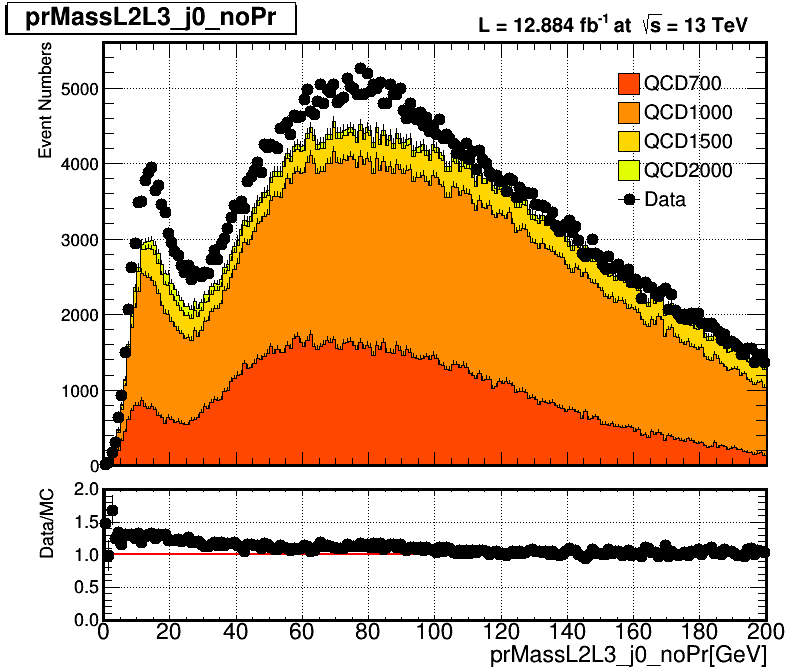 prMassL2L3_j0_noPr
L = 12.884 fb-1 at √s = 13 TeV
Event Numbers
5000
4000
3000
2000
1000
0
QCD700
QCD1000
QCD1500
QCD2000
Data
Data/MC
2.0
1.5
1.0
0.5
0.0
0 20 40 60 80 100 120 140 160 180 200
prMassL2L3_j0_noPr[GeV]